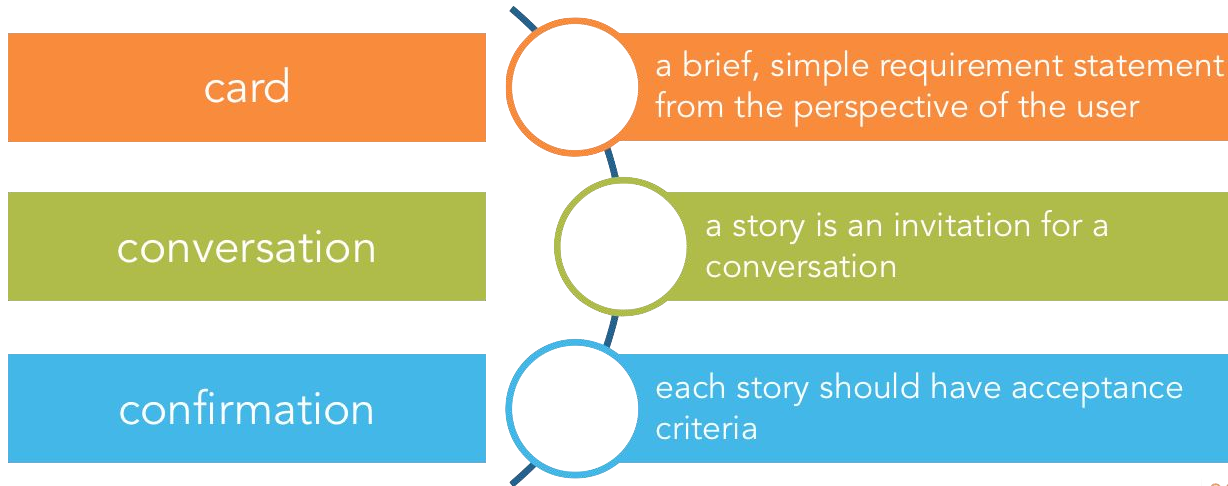 card
a brief, simple requirement statement
from the perspective of the user
conversation
a story is an invitation for a
conversation
confirmation
each story should have acceptance
criteria